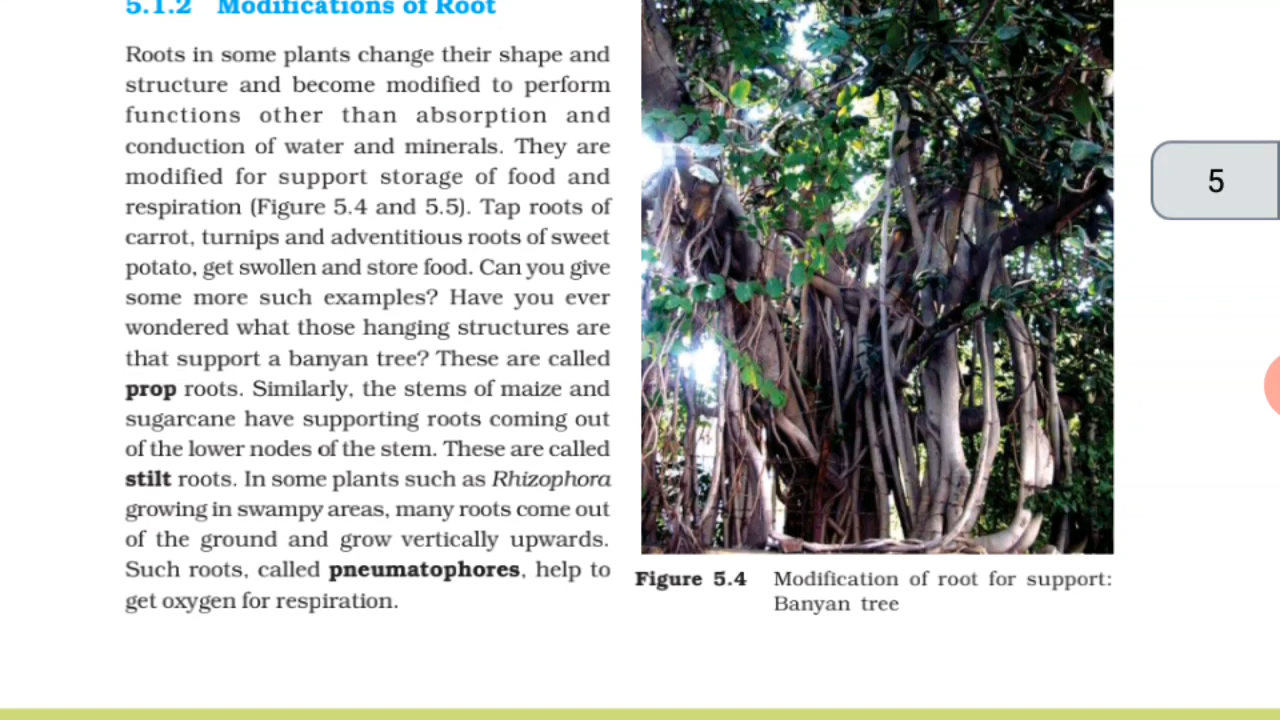 5.1.2 Modifications of Root
Roots in some plants change their shape and
structure and become modified to perform
functions other than absorption and
conduction of water and minerals. They are
modified for support storage of food and
respiration (Figure 5.4 and 5.5). Tap roots of
carrot, turnips and adventitious roots of sweet
potato, get swollen and store food. Can you give
some more such examples? Have you ever
wondered what those hanging structures are
that support a banyan tree? These are called
prop roots. Similarly, the stems of maize and
sugarcane have supporting roots coming out
of the lower nodes of the stem. These are called
stilt roots. In some plants such as Rhizophora
growing in swampy areas, many roots come out
of the ground and grow vertically upwards.
Such roots, called pneumatophores, help to
get oxygen for respiration.
Figure 5.4 Modification of root for support:
Banyan tree
5